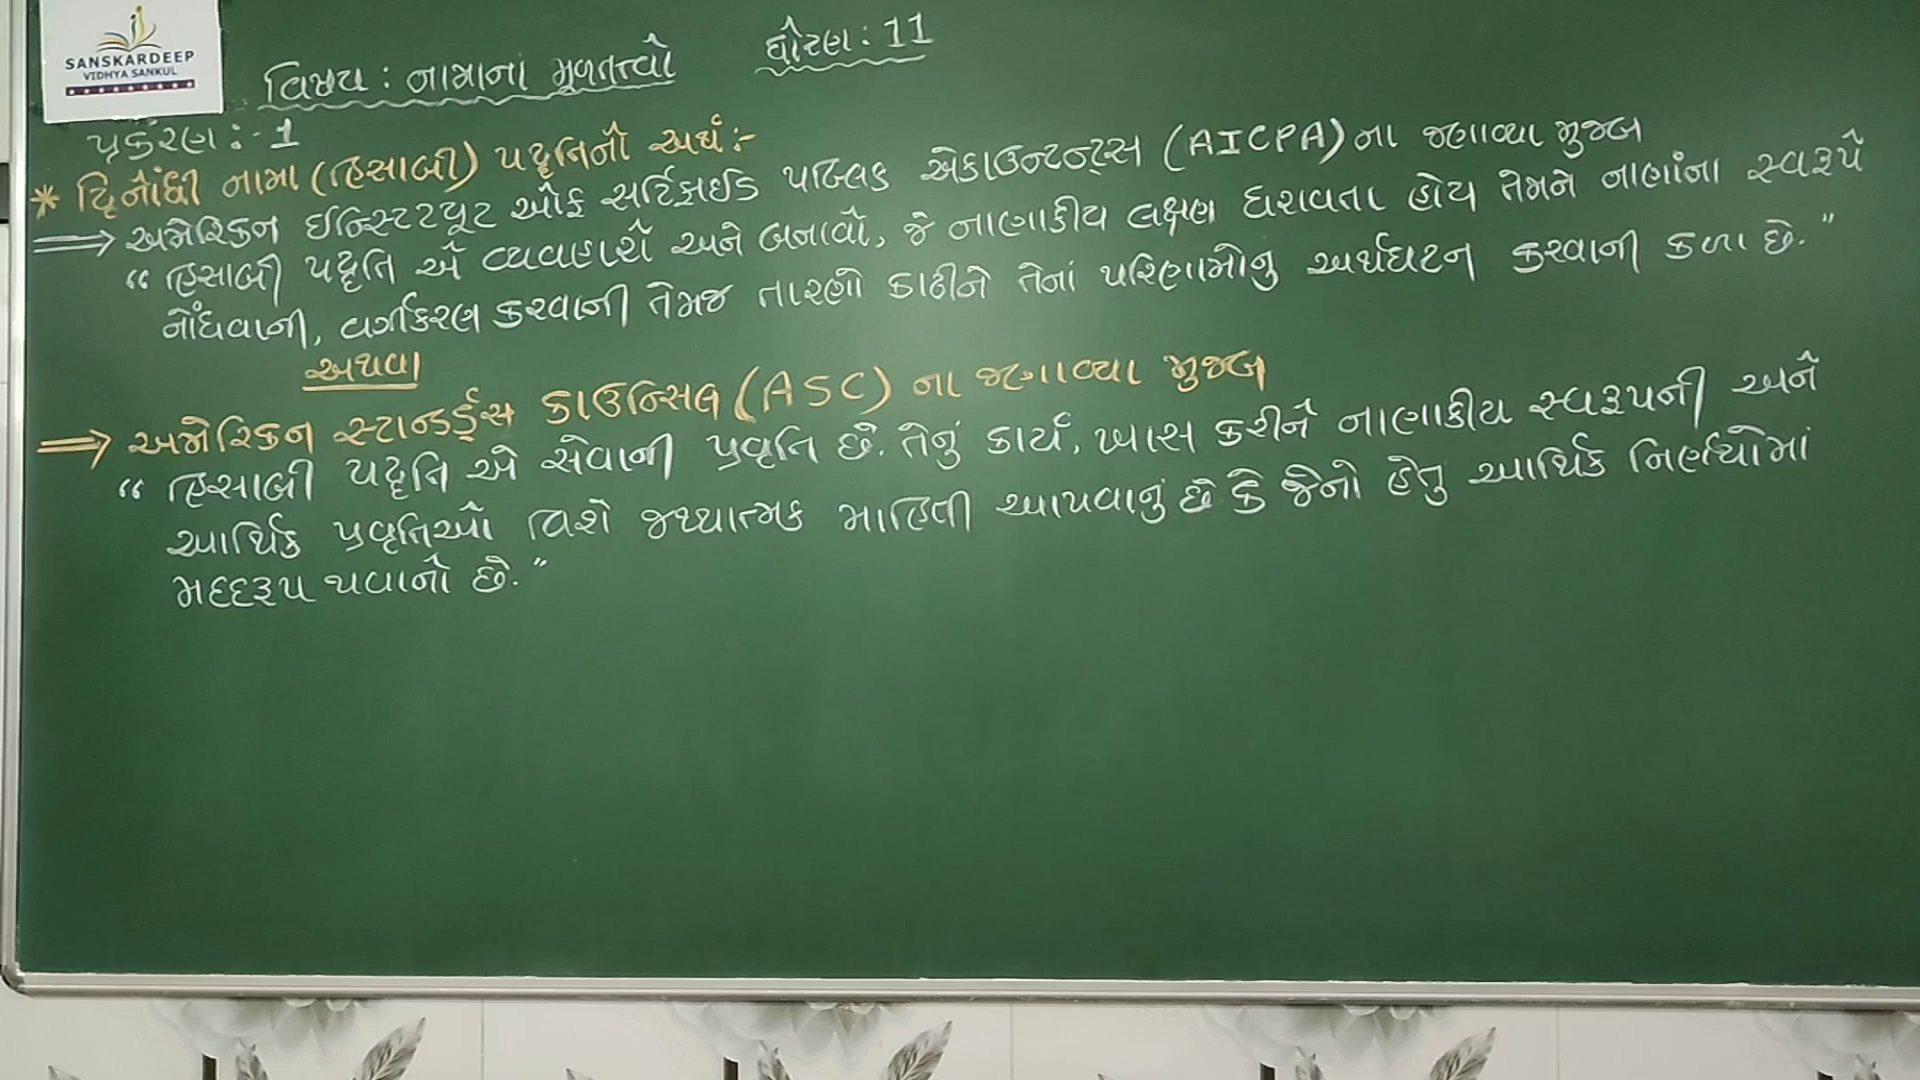 SANSKARDEEP
VIDHYA SANKUL
વિષય : નામાનાં મૂળતત્ત્વો ધોરણ : 11
પ્રકરણ :- 1
* દ્વિનોંધી નામા (હિસાબી) પદ્ધતિનો અર્થ :-
⇒ અમેરિકન ઈન્સ્ટિટ્યૂટ ઓફ સર્ટિફાઈડ પબ્લિક એકાઉન્ટન્ટ્સ (AICPA) ના જણાવ્યા મુજબ
“ હિસાબી પદ્ધતિ એ વ્યવહારો અને બનાવો, જે નાણાકીય લક્ષણ ધરાવતા હોય તેમને નાણાંના સ્વરૂપે
નોંધવાની, વર્ગીકરણ કરવાની તેમજ તારણો કાઢીને તેનાં પરિણામોનુ અર્થઘટન કરવાની કળા છે. ”
અથવા
⇒ અમેરિકન સ્ટાન્ડર્ડ્સ કાઉન્સિલ (ASC) ના જણાવ્યા મુજબ
“ હિસાબી પદ્ધતિ એ સેવાની પ્રવૃત્તિ છે. તેનું કાર્ય, ખાસ કરીને નાણાકીય સ્વરૂપની અને
આર્થિક પ્રવૃતિઓ વિશે જથ્થાત્મક માહિતી આપવાનું છે કે જેનો હેતુ આર્થિક નિર્ણયોમાં
મદદરૂપ થવાનો છે. ”